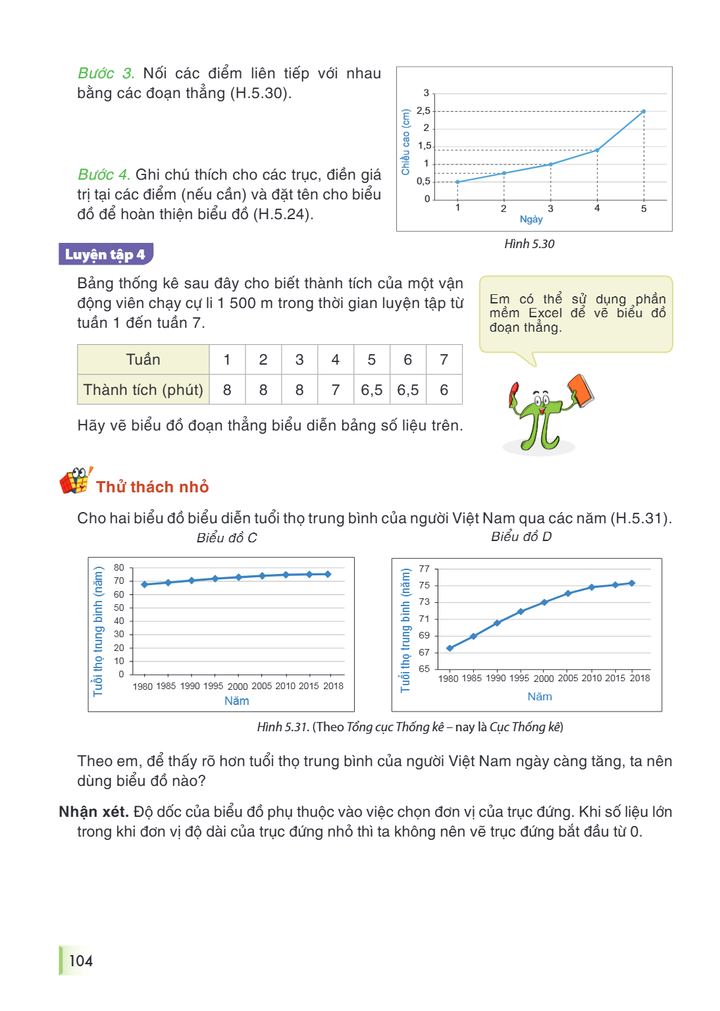 Bước 3. Nối các điểm liên tiếp với nhau
bằng các đoạn thẳng (H.5.30).
Bước 4. Ghi chú thích cho các trục, điền giá
trị tại các điểm (nếu cần) và đặt tên cho biểu
đồ để hoàn thiện biểu đồ (H.5.24).
Chiều cao (cm)
3
2,5
2
1,5
1
0,5
0
1 2 3 4 5
Ngày
Hình 5.30
Luyện tập 4
Bảng thống kê sau đây cho biết thành tích của một vận
động viên chạy cự li 1 500 m trong thời gian luyện tập từ
tuần 1 đến tuần 7.
Tuần 1 2 3 4 5 6 7
Thành tích (phút) 8 8 8 7 6,5 6,5 6
Hãy vẽ biểu đồ đoạn thẳng biểu diễn bảng số liệu trên.
Em có thể sử dụng phần
mềm Excel để vẽ biểu đồ
đoạn thẳng.
Thử thách nhỏ
Cho hai biểu đồ biểu diễn tuổi thọ trung bình của người Việt Nam qua các năm (H.5.31).
Biểu đồ C
Tuổi thọ trung bình (năm)
80
70
60
50
40
30
20
10
0
1980 1985 1990 1995 2000 2005 2010 2015 2018
Năm
Biểu đồ D
Tuổi thọ trung bình (năm)
77
75
73
71
69
67
65
1980 1985 1990 1995 2000 2005 2010 2015 2018
Năm
Hình 5.31. (Theo Tổng cục Thống kê – nay là Cục Thống kê)
Theo em, để thấy rõ hơn tuổi thọ trung bình của người Việt Nam ngày càng tăng, ta nên
dùng biểu đồ nào?
Nhận xét. Độ dốc của biểu đồ phụ thuộc vào việc chọn đơn vị của trục đứng. Khi số liệu lớn
trong khi đơn vị độ dài của trục đứng nhỏ thì ta không nên vẽ trục đứng bắt đầu từ 0.
104